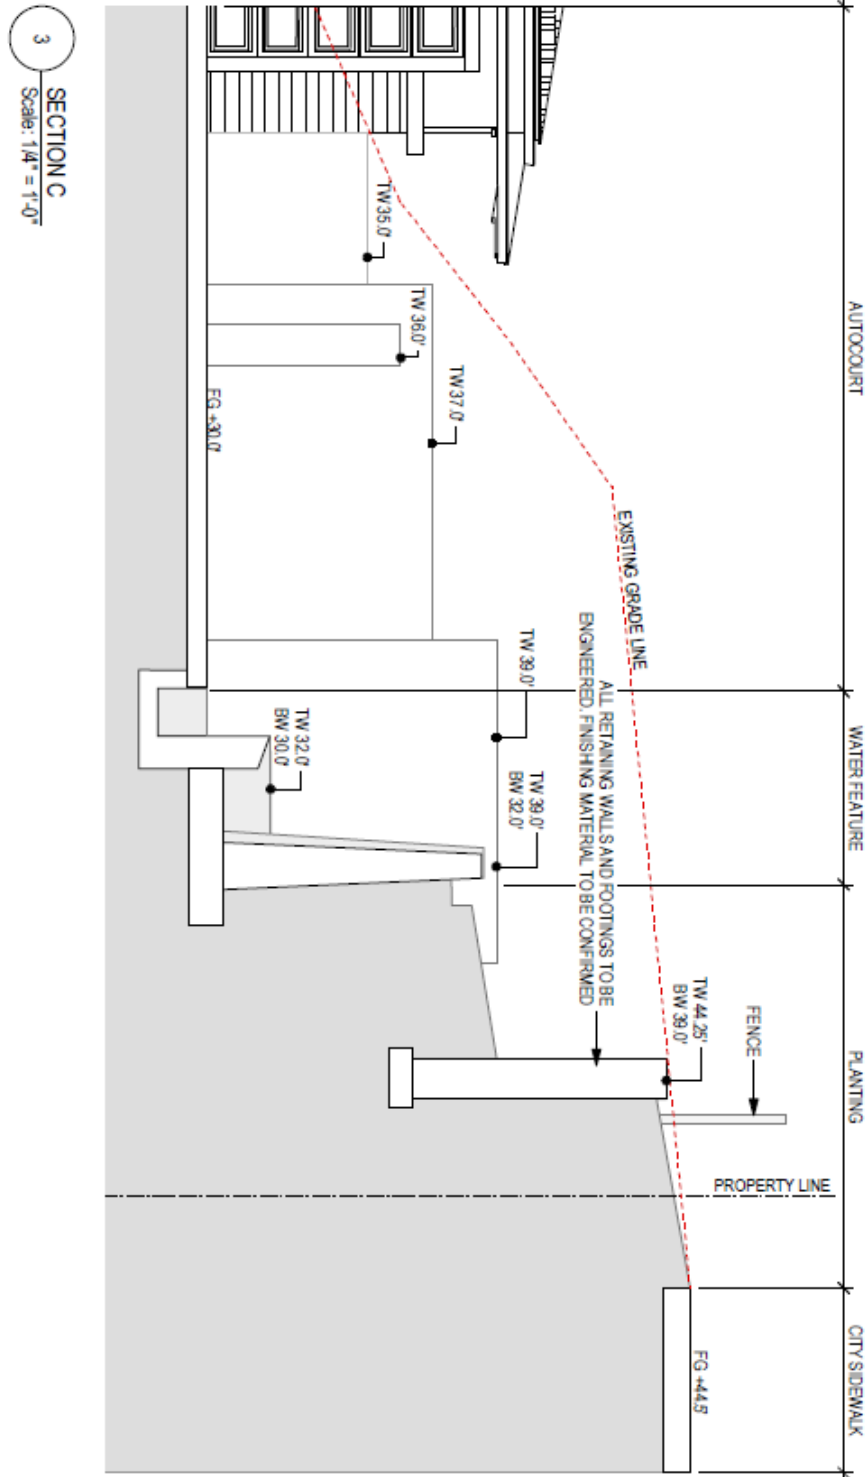 AUTOCOURT
WATER FEATURE
PLANTING
CITY SIDEWALK
TW 35.0'
TW 36.0'
TW 37.0'
FG +30.0'
EXISTING GRADE LINE
ALL RETAINING WALLS AND FOOTINGS TO BE
ENGINEERED. FINISHING MATERIAL TO BE CONFIRMED
TW 39.0'
TW 39.0'
BW 32.0'
TW 32.0'
BW 30.0'
TW 44.25'
BW 39.0'
FENCE
PROPERTY LINE
FG +44.5'
3
SECTION C
Scale: 1/4" = 1'-0"